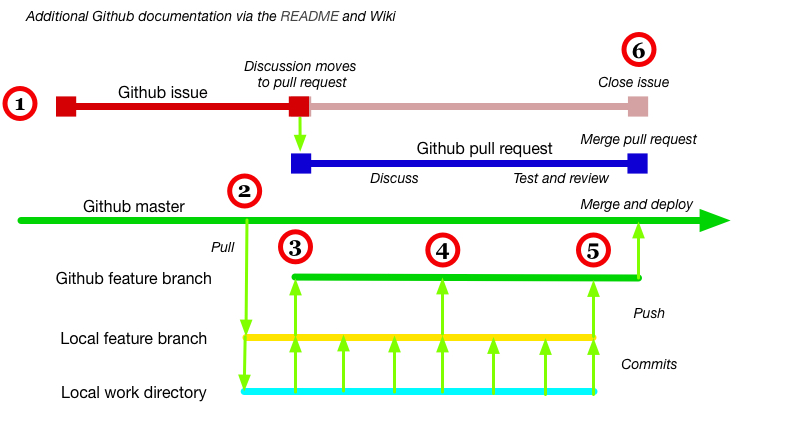 Additional Github documentation via the README and Wiki
6
Discussion moves
to pull request
Close issue
1
Github issue
Merge pull request
Github pull request
Discuss
Test and review
2
Github master
Merge and deploy
Pull
3
4
5
Github feature branch
Push
Local feature branch
Commits
Local work directory